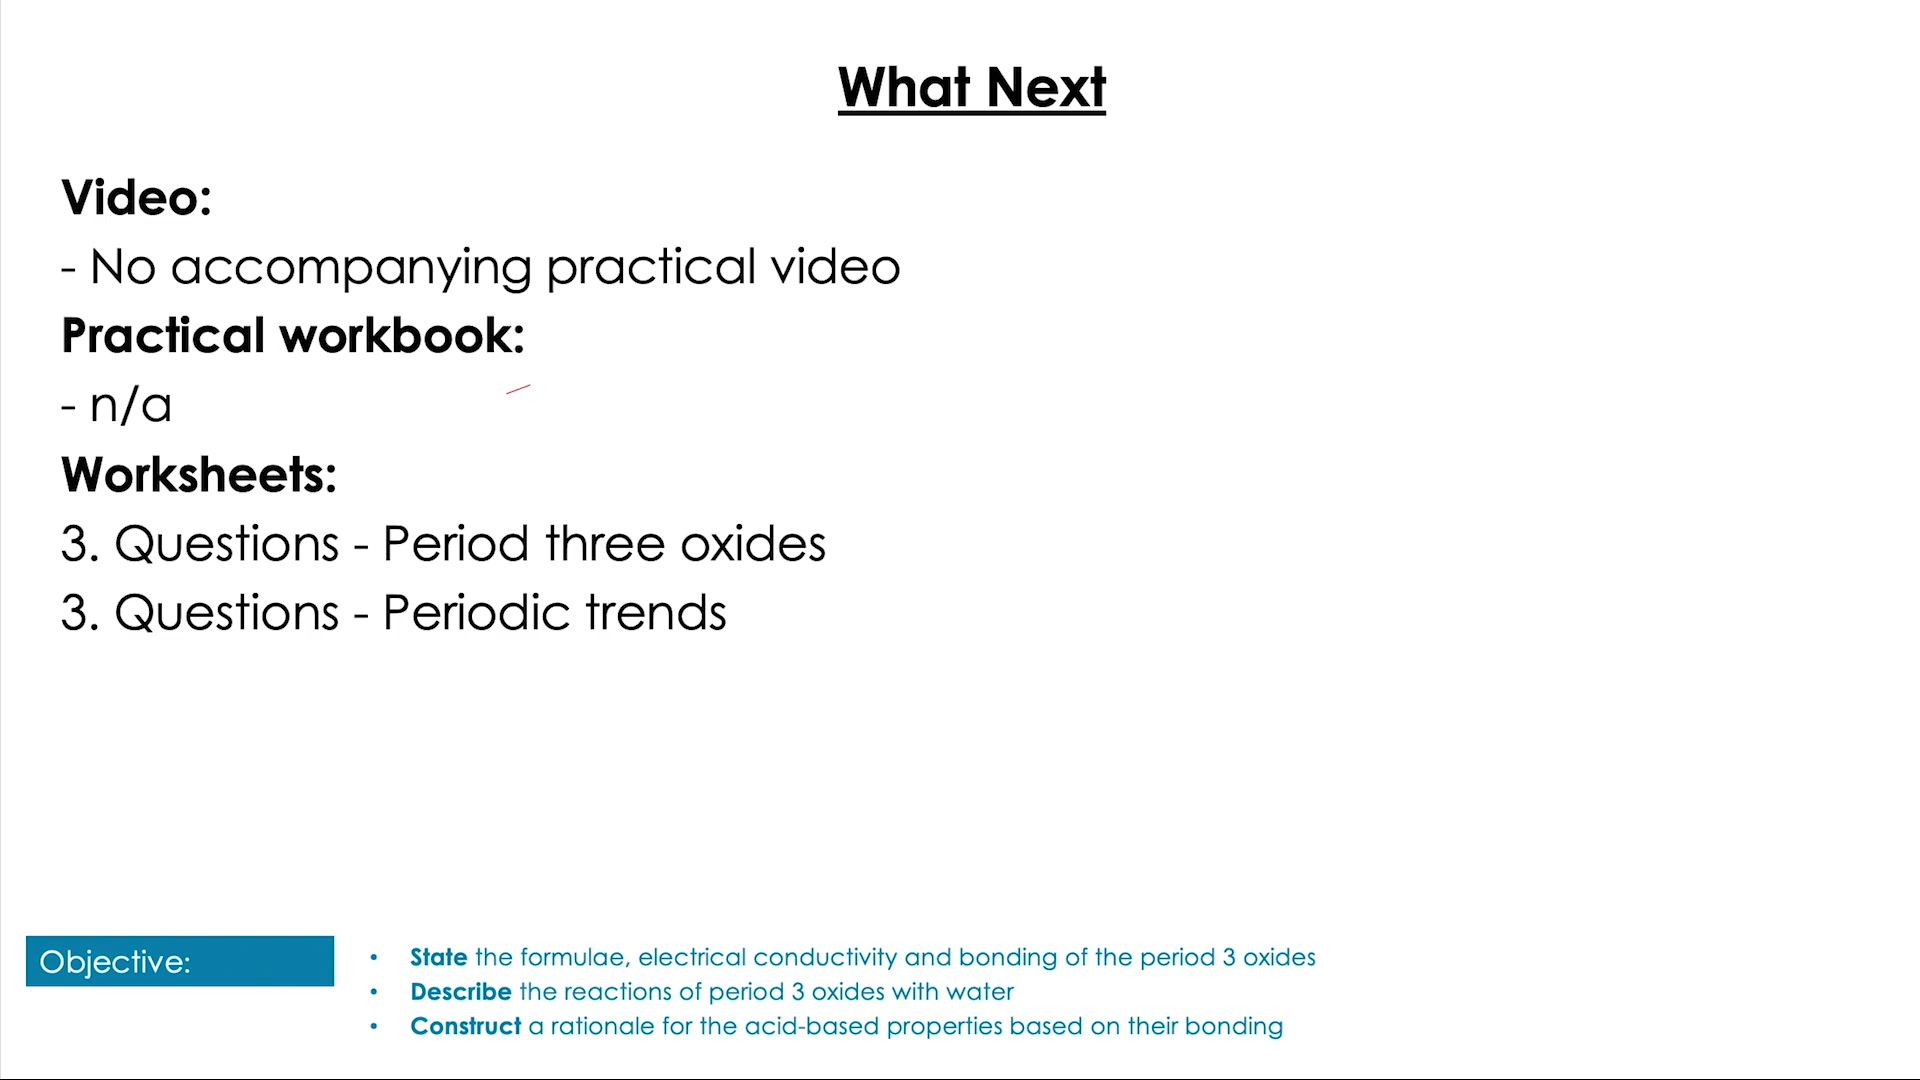 What Next
Video:
- No accompanying practical video
Practical workbook:
- n/a
Worksheets:
3. Questions - Period three oxides
3. Questions - Periodic trends
Objective:
• State the formulae, electrical conductivity and bonding of the period 3 oxides
• Describe the reactions of period 3 oxides with water
• Construct a rationale for the acid-based properties based on their bonding